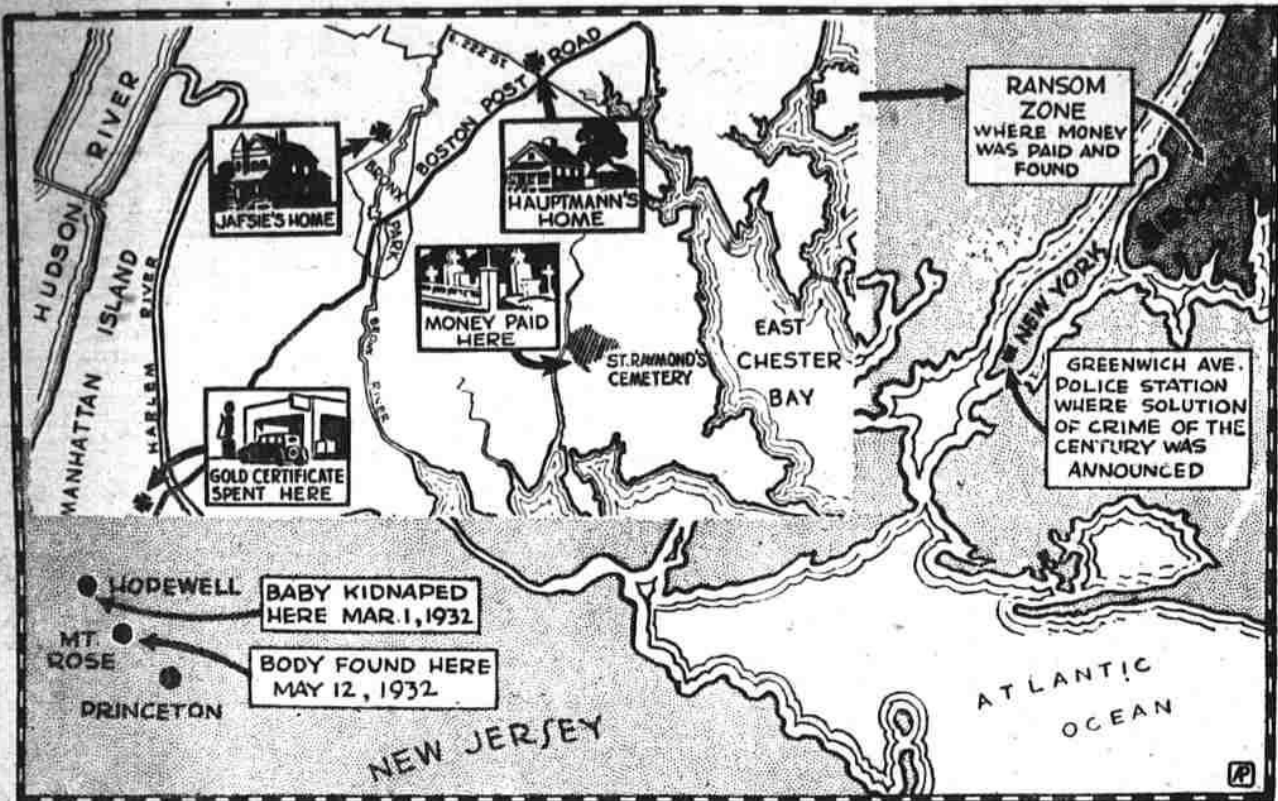 HUDSON
RIVER
MANHATTAN ISLAND
HARLEM RIVER
JAFSIE'S HOME
BRONX
PARK
E. 222 ST.
BOSTON POST ROAD
HAUPTMANN'S
HOME
MONEY PAID
HERE
ST. RAYMOND'S
CEMETERY
RIVER
EAST
CHESTER
BAY
GOLD CERTIFICATE
SPENT HERE
RANSOM
ZONE
WHERE MONEY
WAS PAID AND
FOUND
BRONX
NEW YORK
GREENWICH AVE.
POLICE STATION
WHERE SOLUTION
OF CRIME OF THE
CENTURY WAS
ANNOUNCED
HOPEWELL
BABY KIDNAPED
HERE MAR. 1, 1932
MT.
ROSE
BODY FOUND HERE
MAY 12, 1932
PRINCETON
NEW JERSEY
ATLANTIC
OCEAN
AP